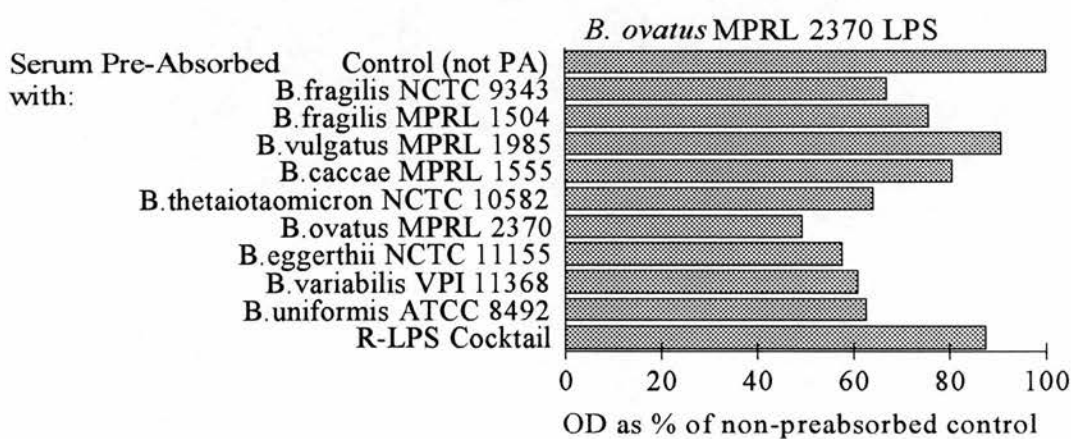 B. ovatus MPRL 2370 LPS
Serum Pre-Absorbed
with:
Control (not PA)
B.fragilis NCTC 9343
B.fragilis MPRL 1504
B.vulgatus MPRL 1985
B.caccae MPRL 1555
B.thetaiotaomicron NCTC 10582
B.ovatus MPRL 2370
B.eggerthii NCTC 11155
B.variabilis VPI 11368
B.uniformis ATCC 8492
R-LPS Cocktail
0 20 40 60 80 100
OD as % of non-preabsorbed control